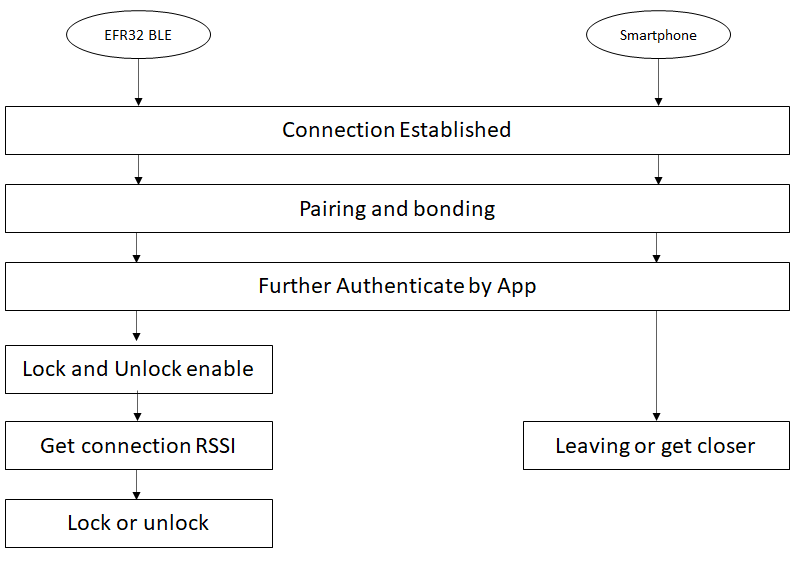 EFR32 BLE
Smartphone
Connection Established
Pairing and bonding
Further Authenticate by App
Lock and Unlock enable
Get connection RSSI
Leaving or get closer
Lock or unlock